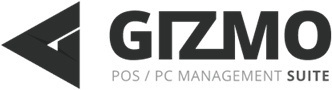 GIZMO
POS / PC MANAGEMENT SUITE